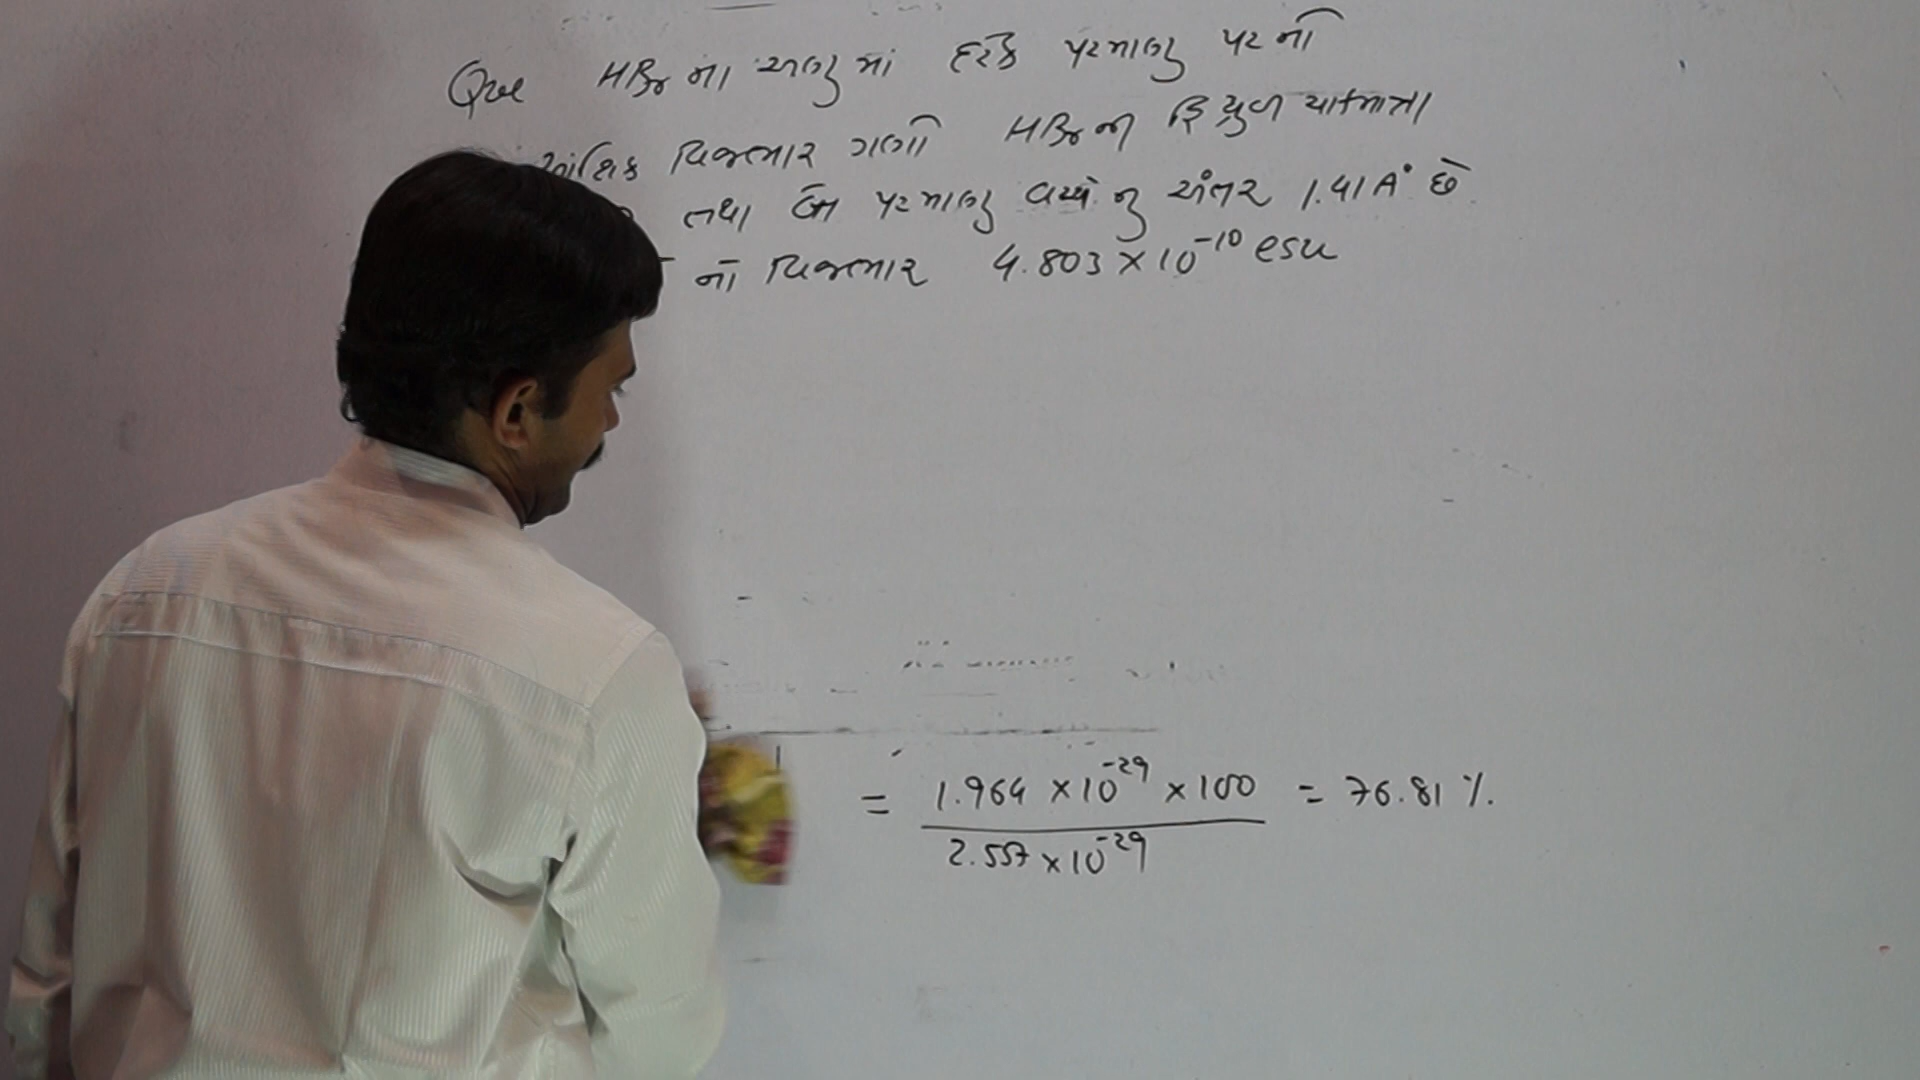 Que HBr ના અણુ માં દરેક પરમાણુ પર ની
આંશિક વિજભાર ગણો HBr ની દ્વિધ્રુવ ચાકમાત્રા
તથા બે પરમાણુ વચ્ચે નુ અંતર 1.41 A° છે
નો વિજભાર 4.803 × 10⁻¹⁰ esu
= 1.964 × 10⁻²⁹ × 100 = 76.81 %.
2.557 × 10⁻²⁹